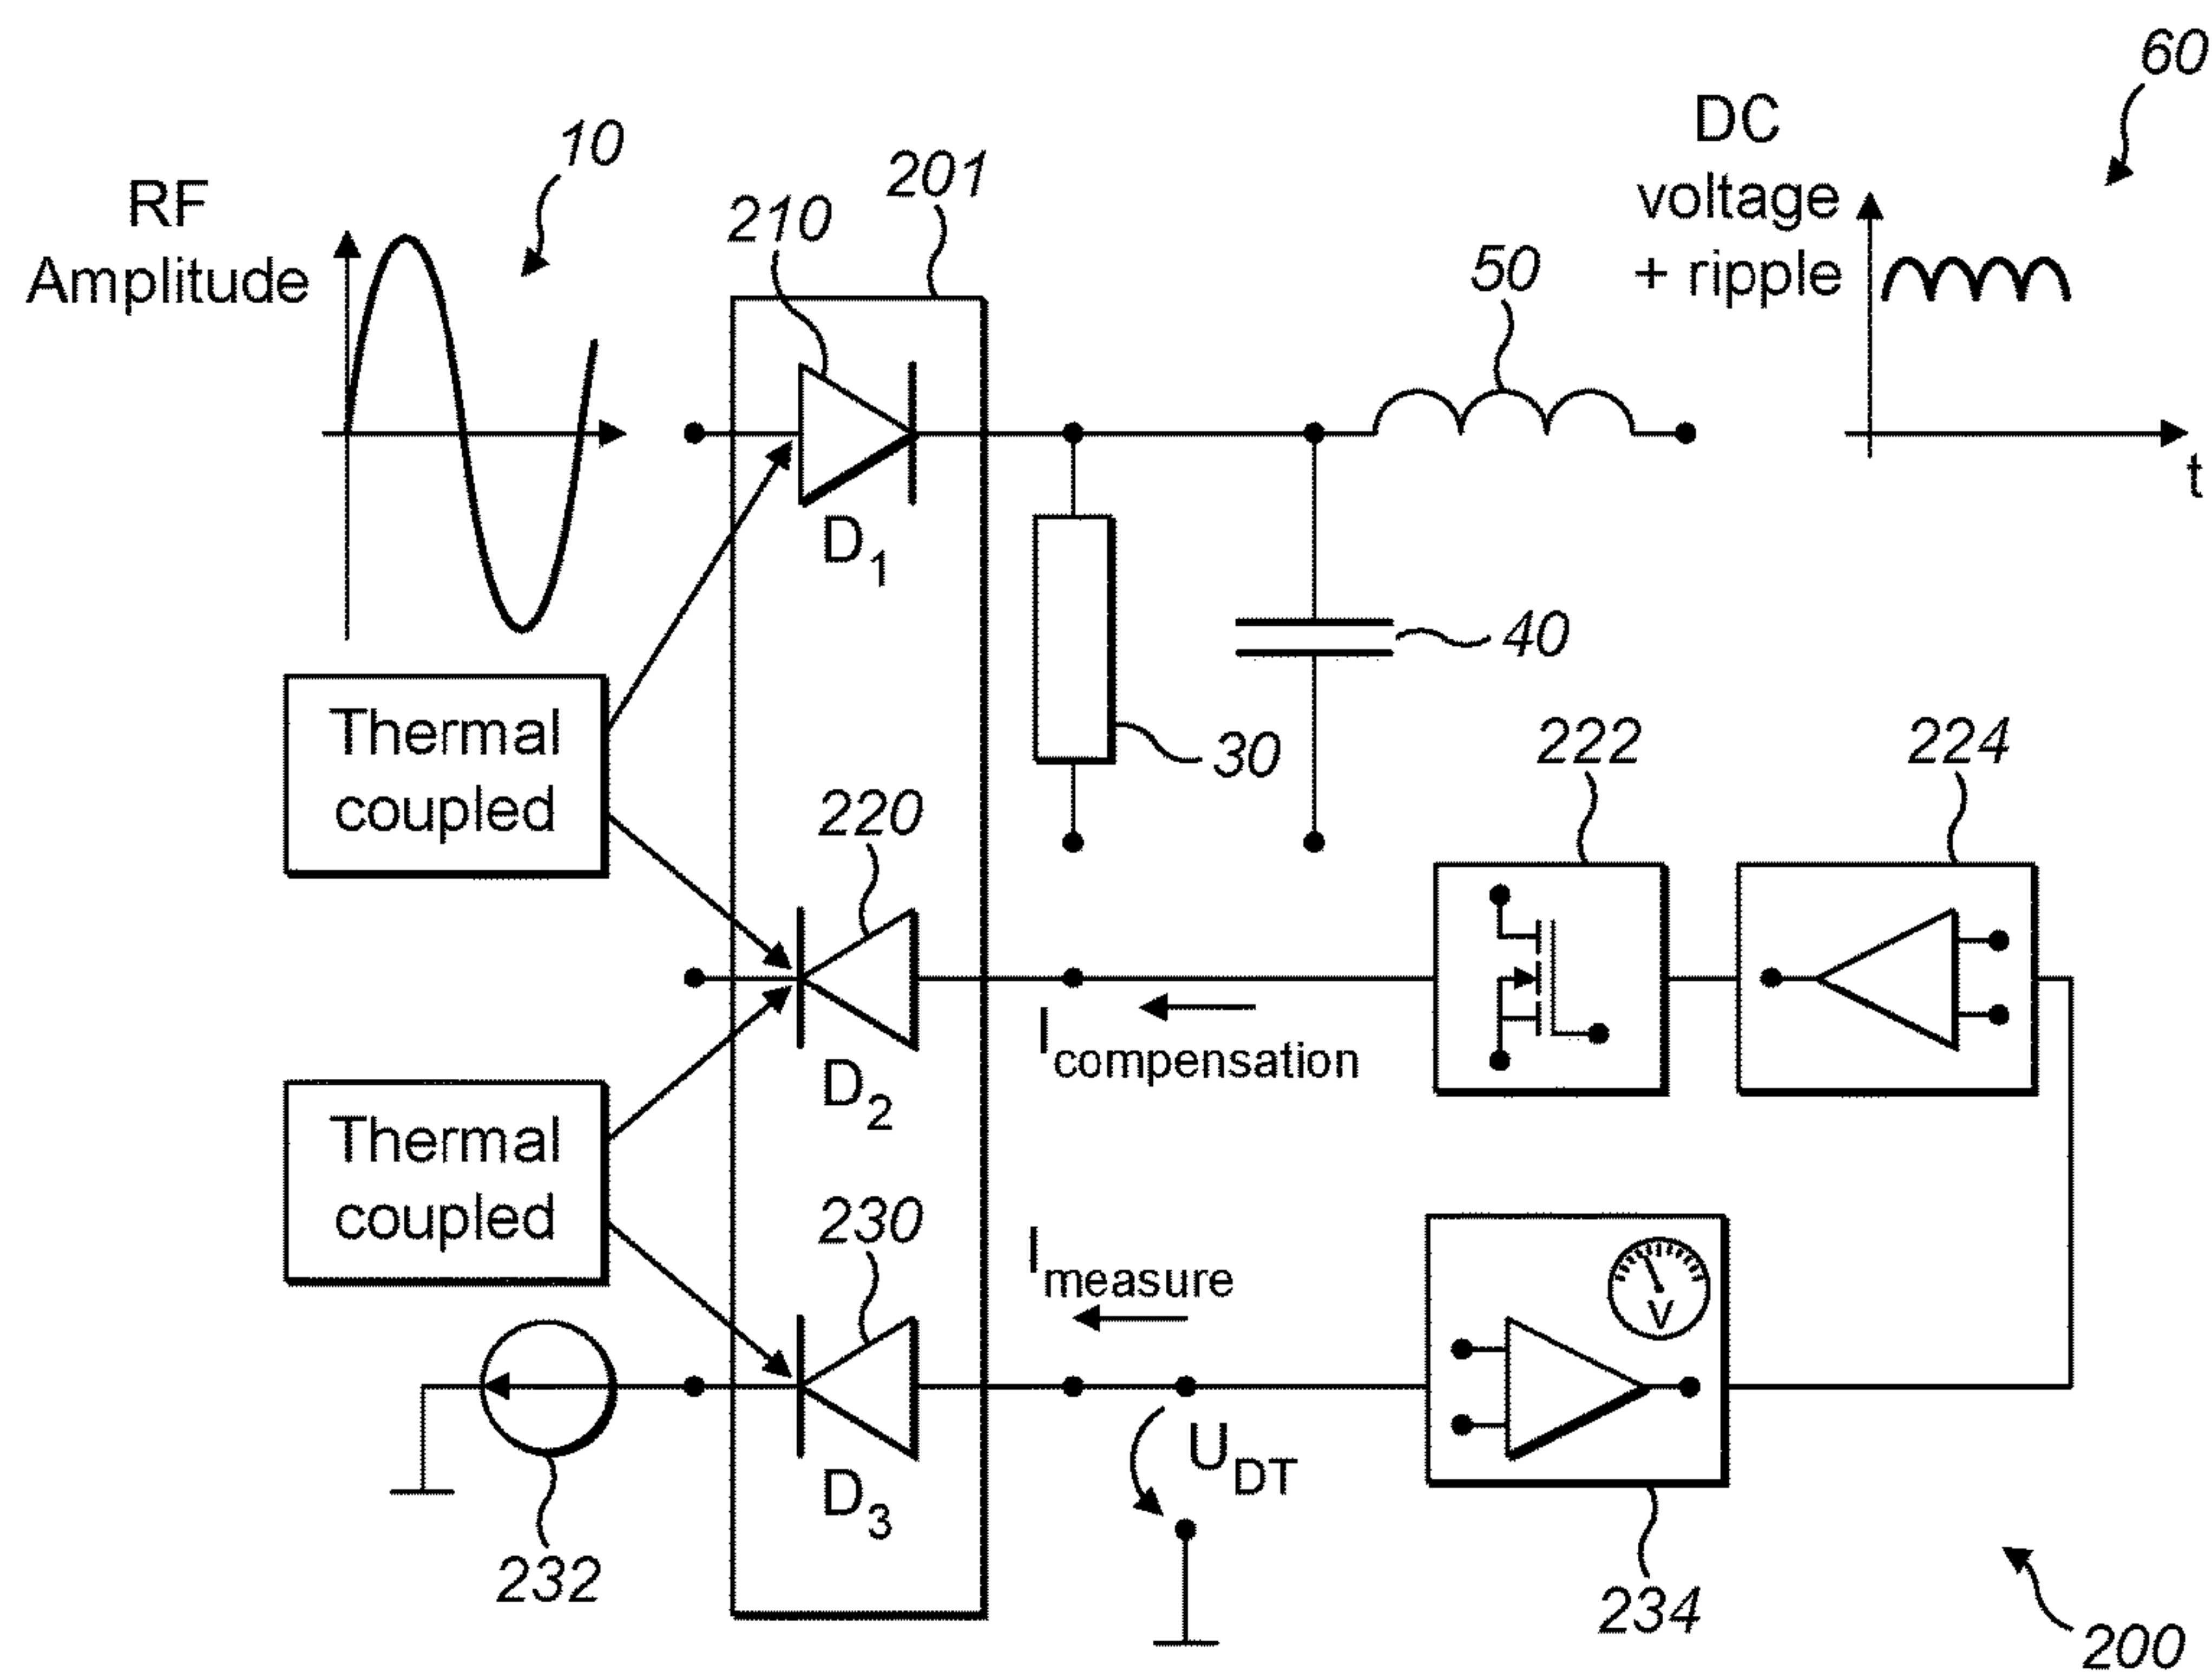 60
DC
voltage
+ ripple
10
RF
Amplitude
201
210
50
t
D1
30
40
Thermal
coupled
222
224
220
Icompensation
D2
Thermal
coupled
230
Imeasure
V
UDT
D3
232
234
200